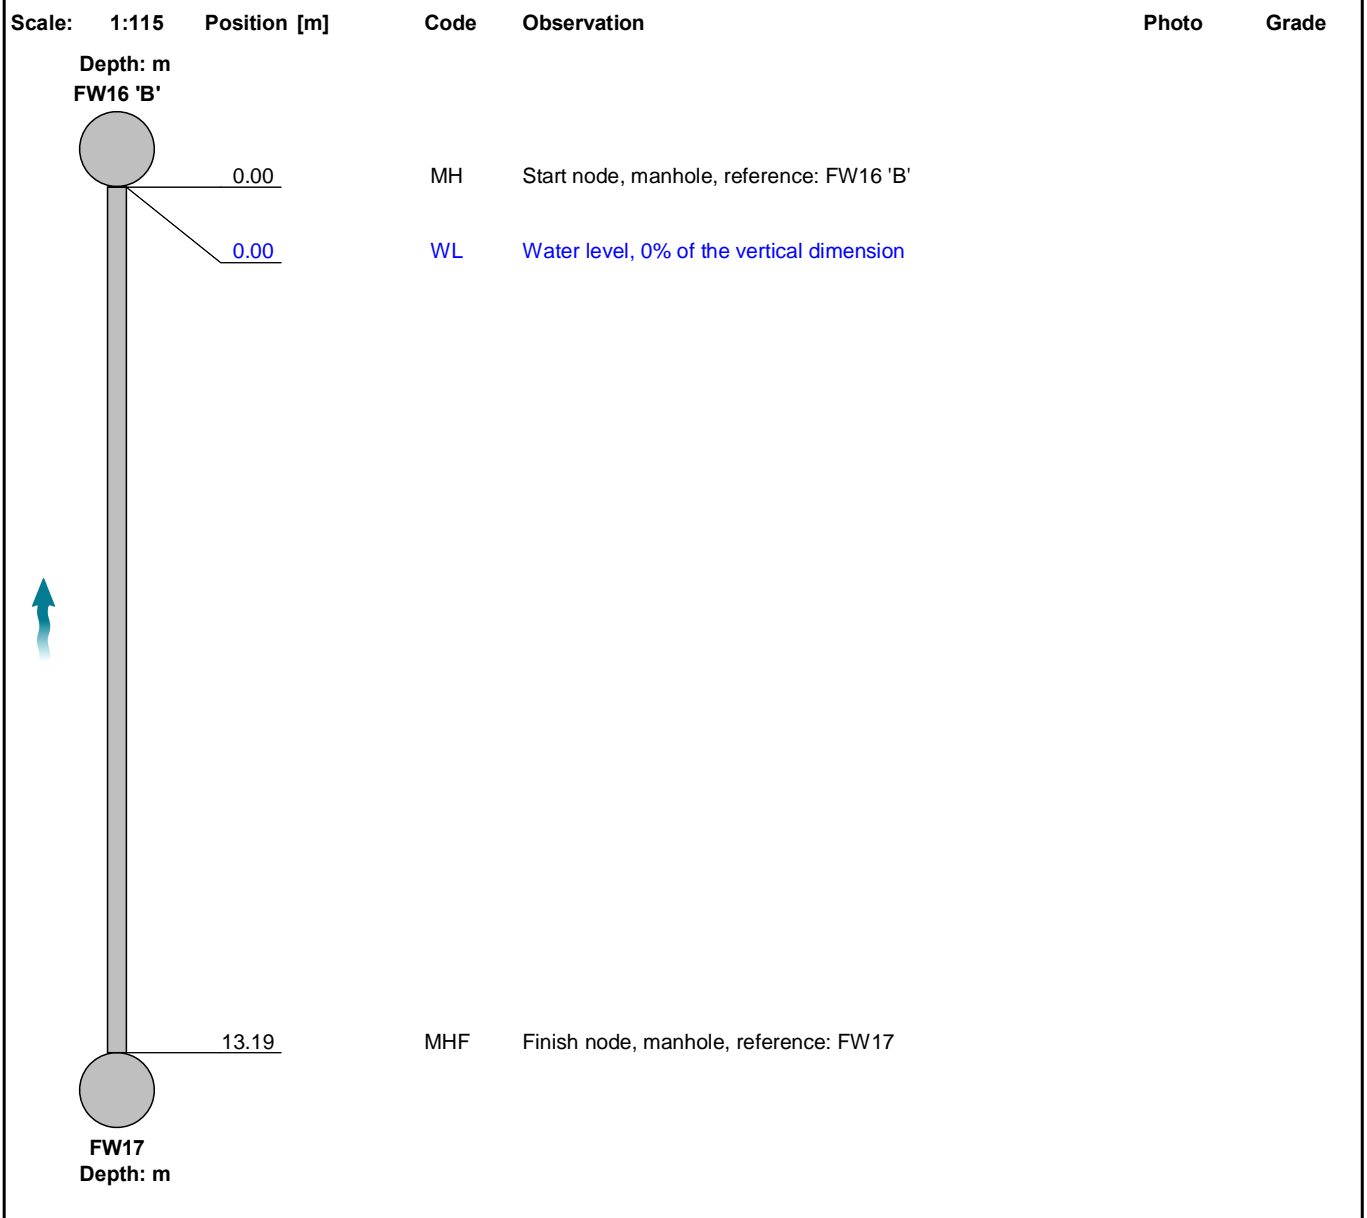 Scale: 1:115 Position [m] Code Observation Photo Grade
Depth: m
FW16 'B'
0.00 MH Start node, manhole, reference: FW16 'B'
0.00 WL Water level, 0% of the vertical dimension
13.19 MHF Finish node, manhole, reference: FW17
FW17
Depth: m